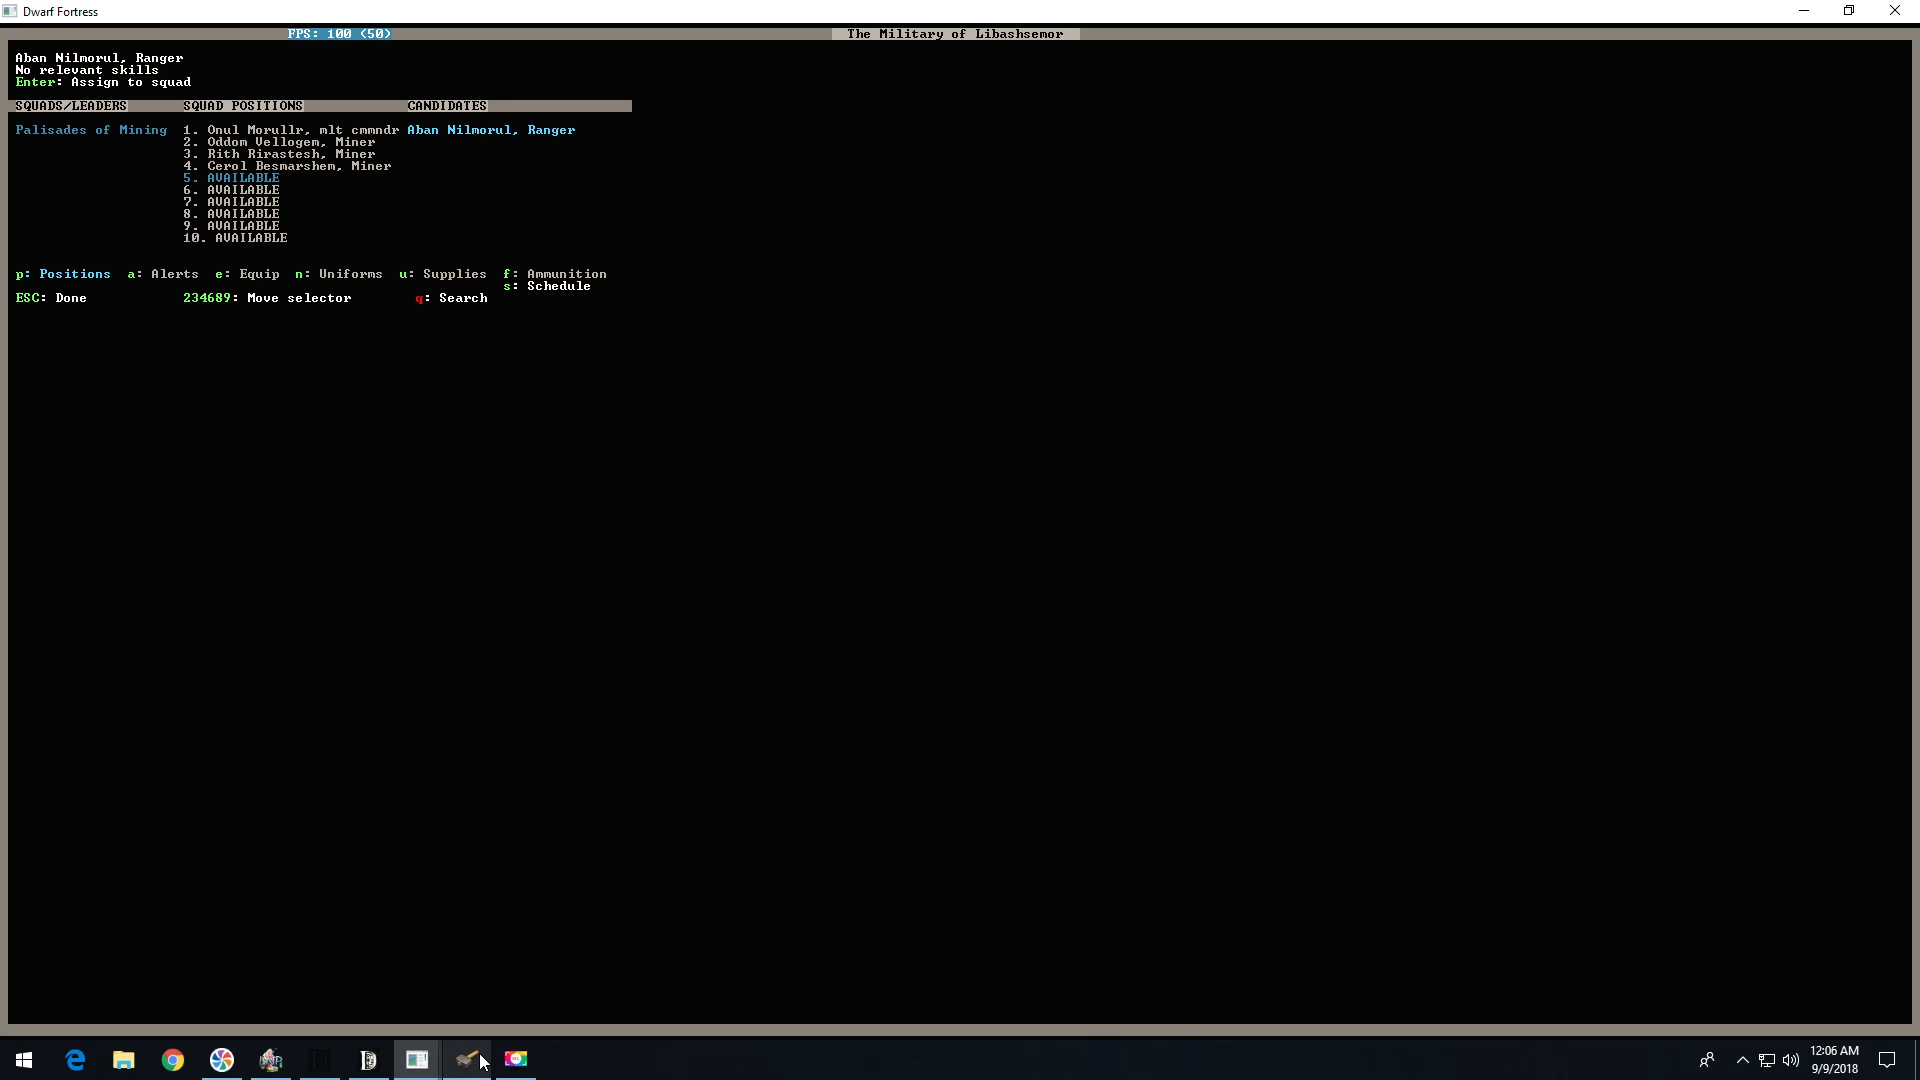 Dwarf Fortress
FPS: 100 (50)
The Military of Libashsemor
Aban Nilmorul, Ranger
No relevant skills
Enter: Assign to squad
SQUADS/LEADERS SQUAD POSITIONS CANDIDATES
Palisades of Mining 1. Onul Morullr, mlt cmmndr Aban Nilmorul, Ranger
2. Oddom Vellogem, Miner
3. Rith Rirastesh, Miner
4. Cerol Besmarshem, Miner
5. AVAILABLE
6. AVAILABLE
7. AVAILABLE
8. AVAILABLE
9. AVAILABLE
10. AVAILABLE
p: Positions a: Alerts e: Equip n: Uniforms u: Supplies f: Ammunition
s: Schedule
ESC: Done 234689: Move selector q: Search
12:06 AM
9/9/2018